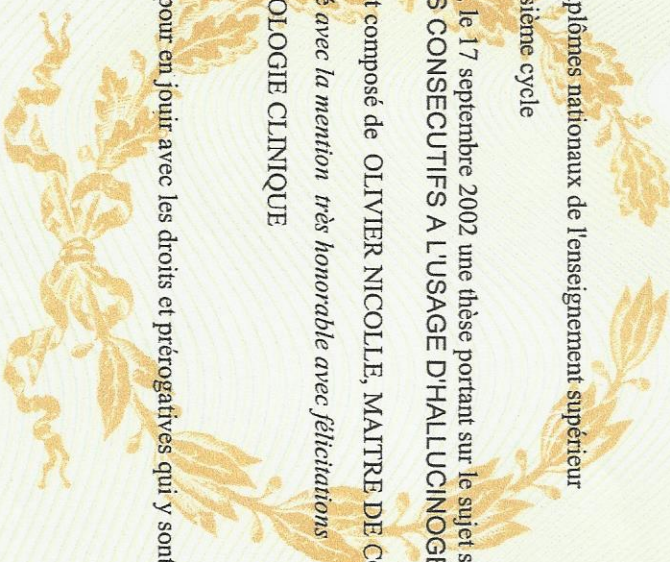 plômes nationaux de l'enseignement supérieur
sième cycle
le 17 septembre 2002 une thèse portant sur le sujet s
S CONSECUTIFS A L'USAGE D'HALLUCINOGE
t composé de OLIVIER NICOLLE, MAITRE DE C
é avec la mention très honorable avec félicitations
OLOGIE CLINIQUE
pour en jouir avec les droits et prérogatives qui y sont